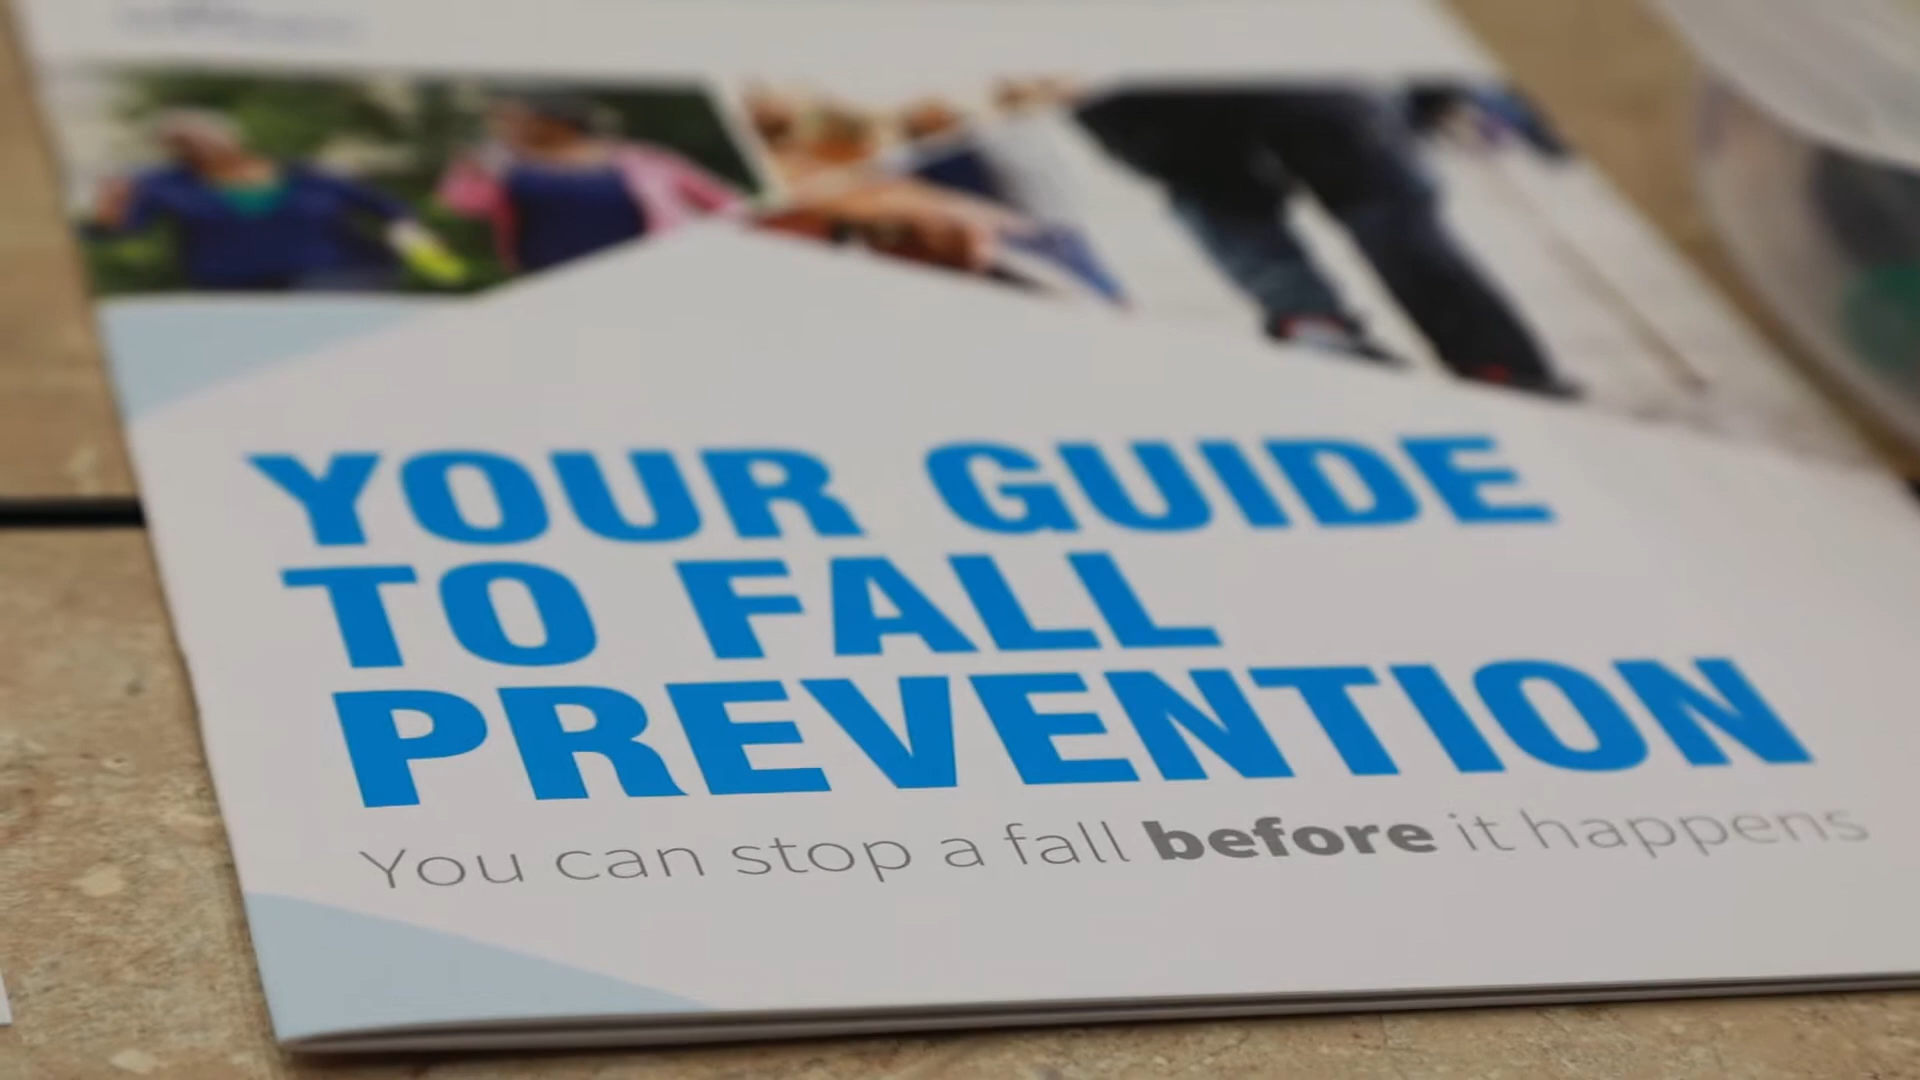 YOUR GUIDE
TO FALL
PREVENTION
You can stop a fall before it happens